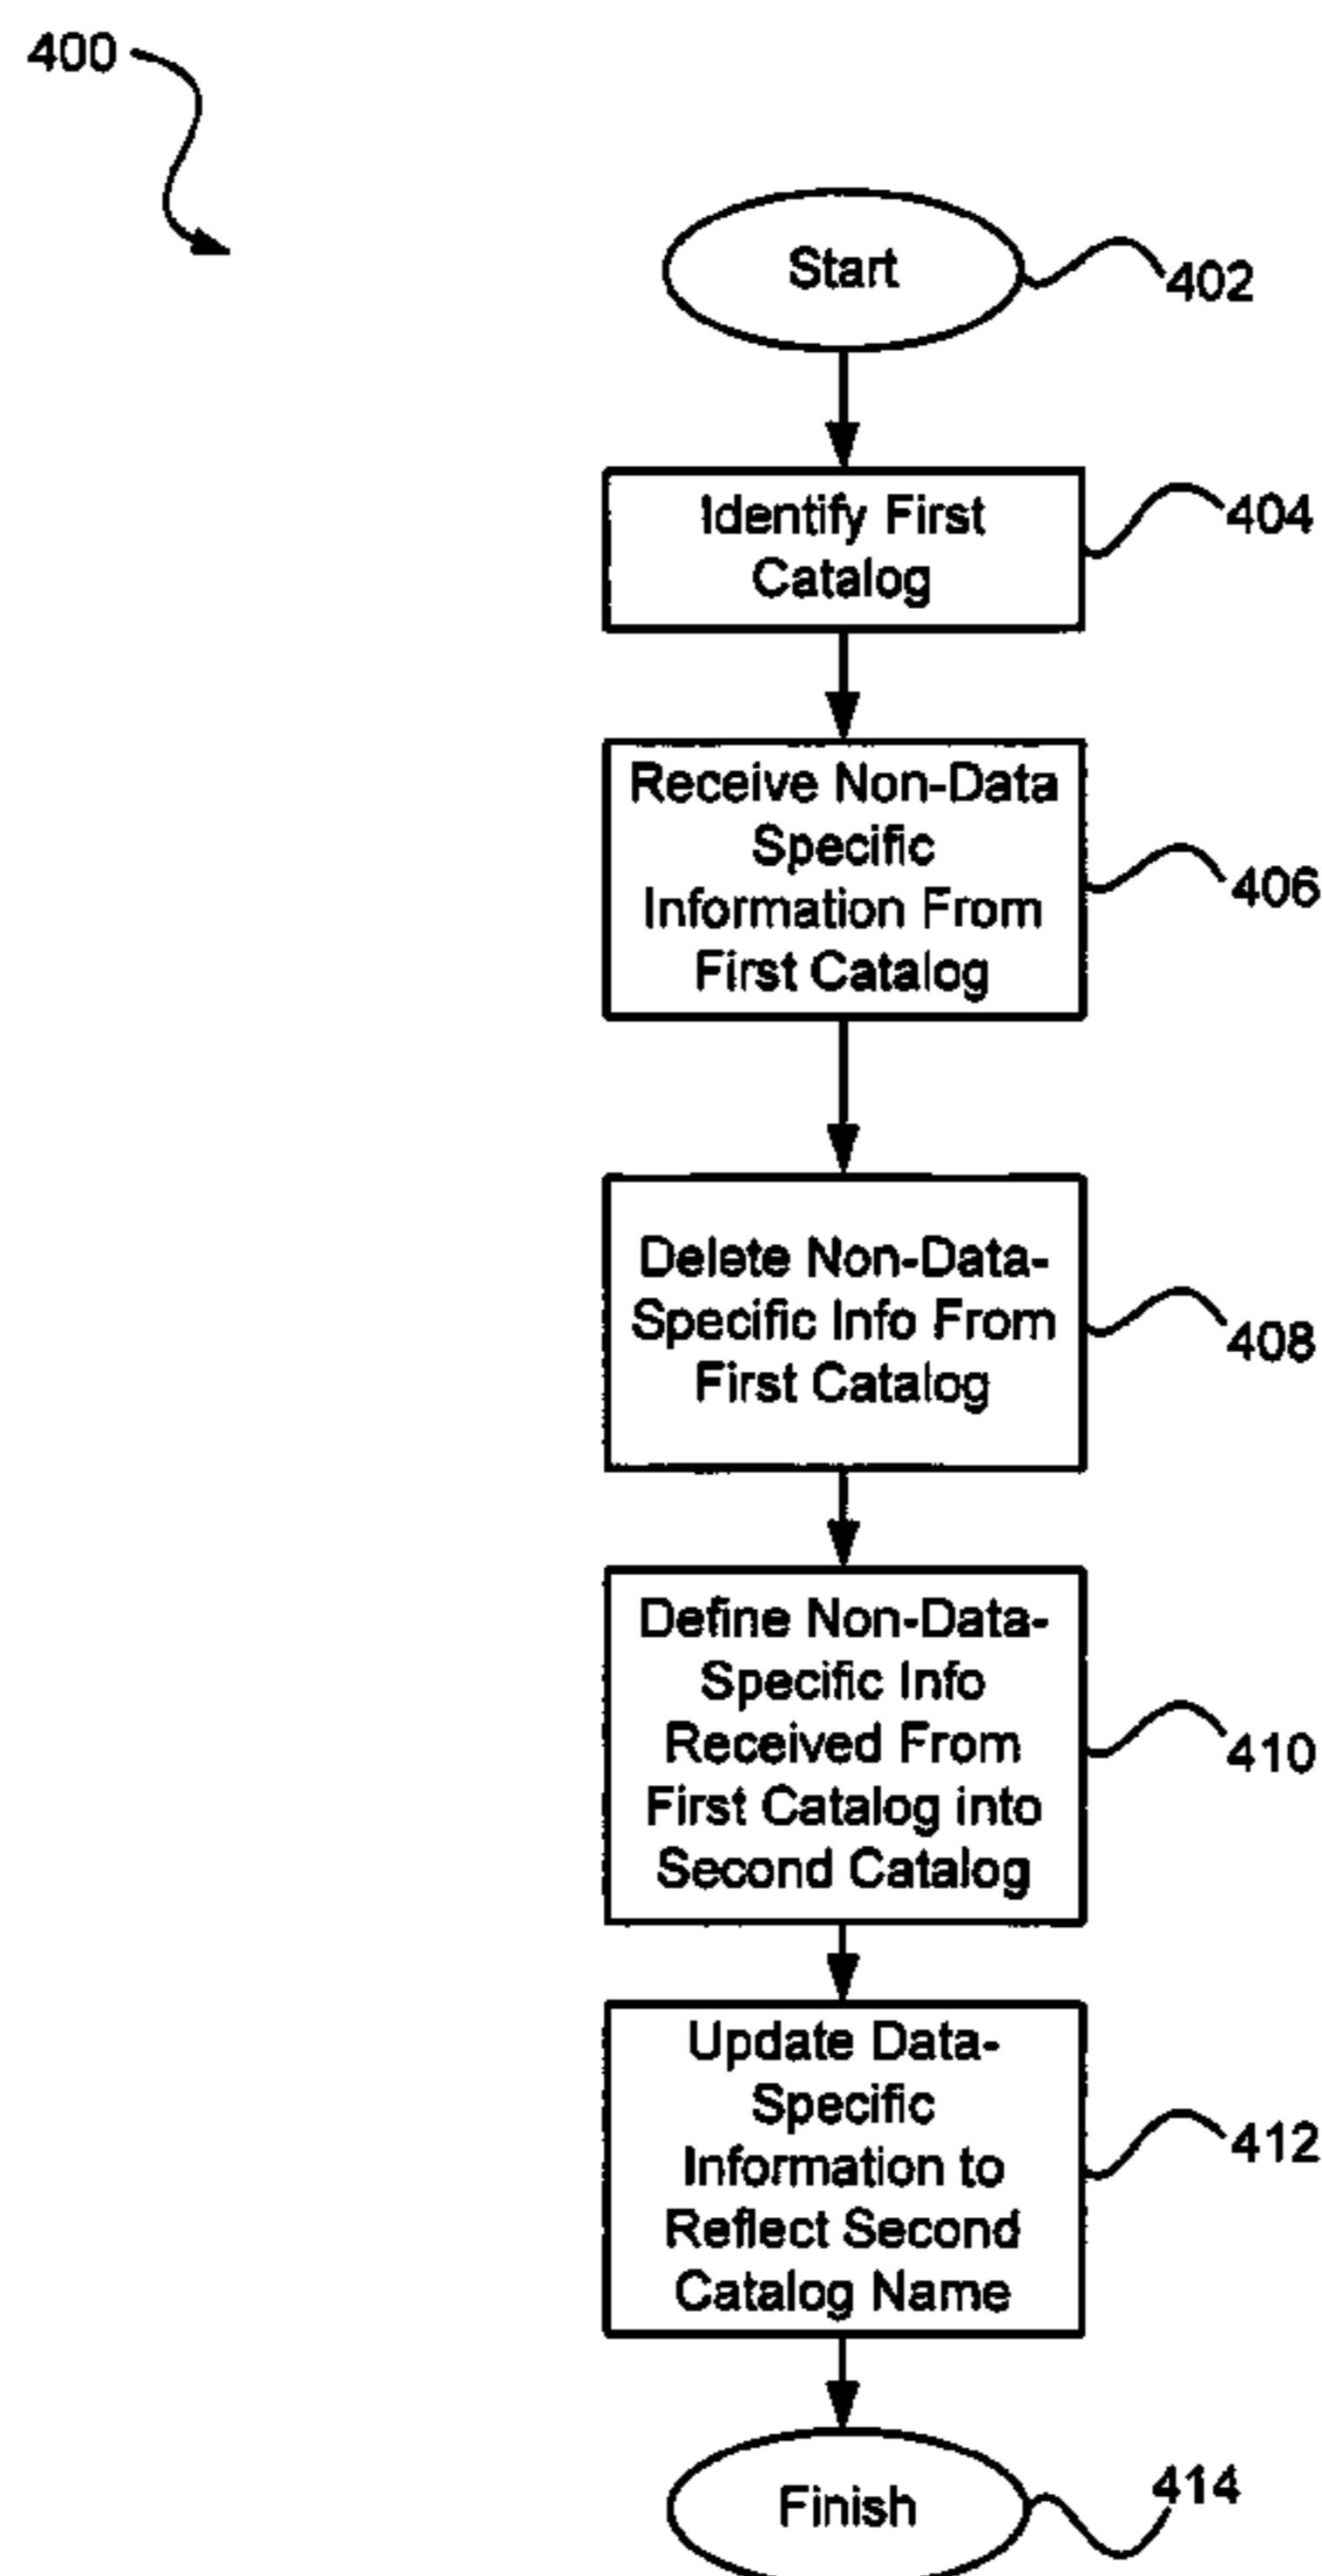 400
Start
402
Identify First
Catalog
404
Receive Non-Data
Specific
Information From
First Catalog
406
Delete Non-Data-
Specific Info From
First Catalog
408
Define Non-Data-
Specific Info
Received From
First Catalog into
Second Catalog
410
Update Data-
Specific
Information to
Reflect Second
Catalog Name
412
Finish
414